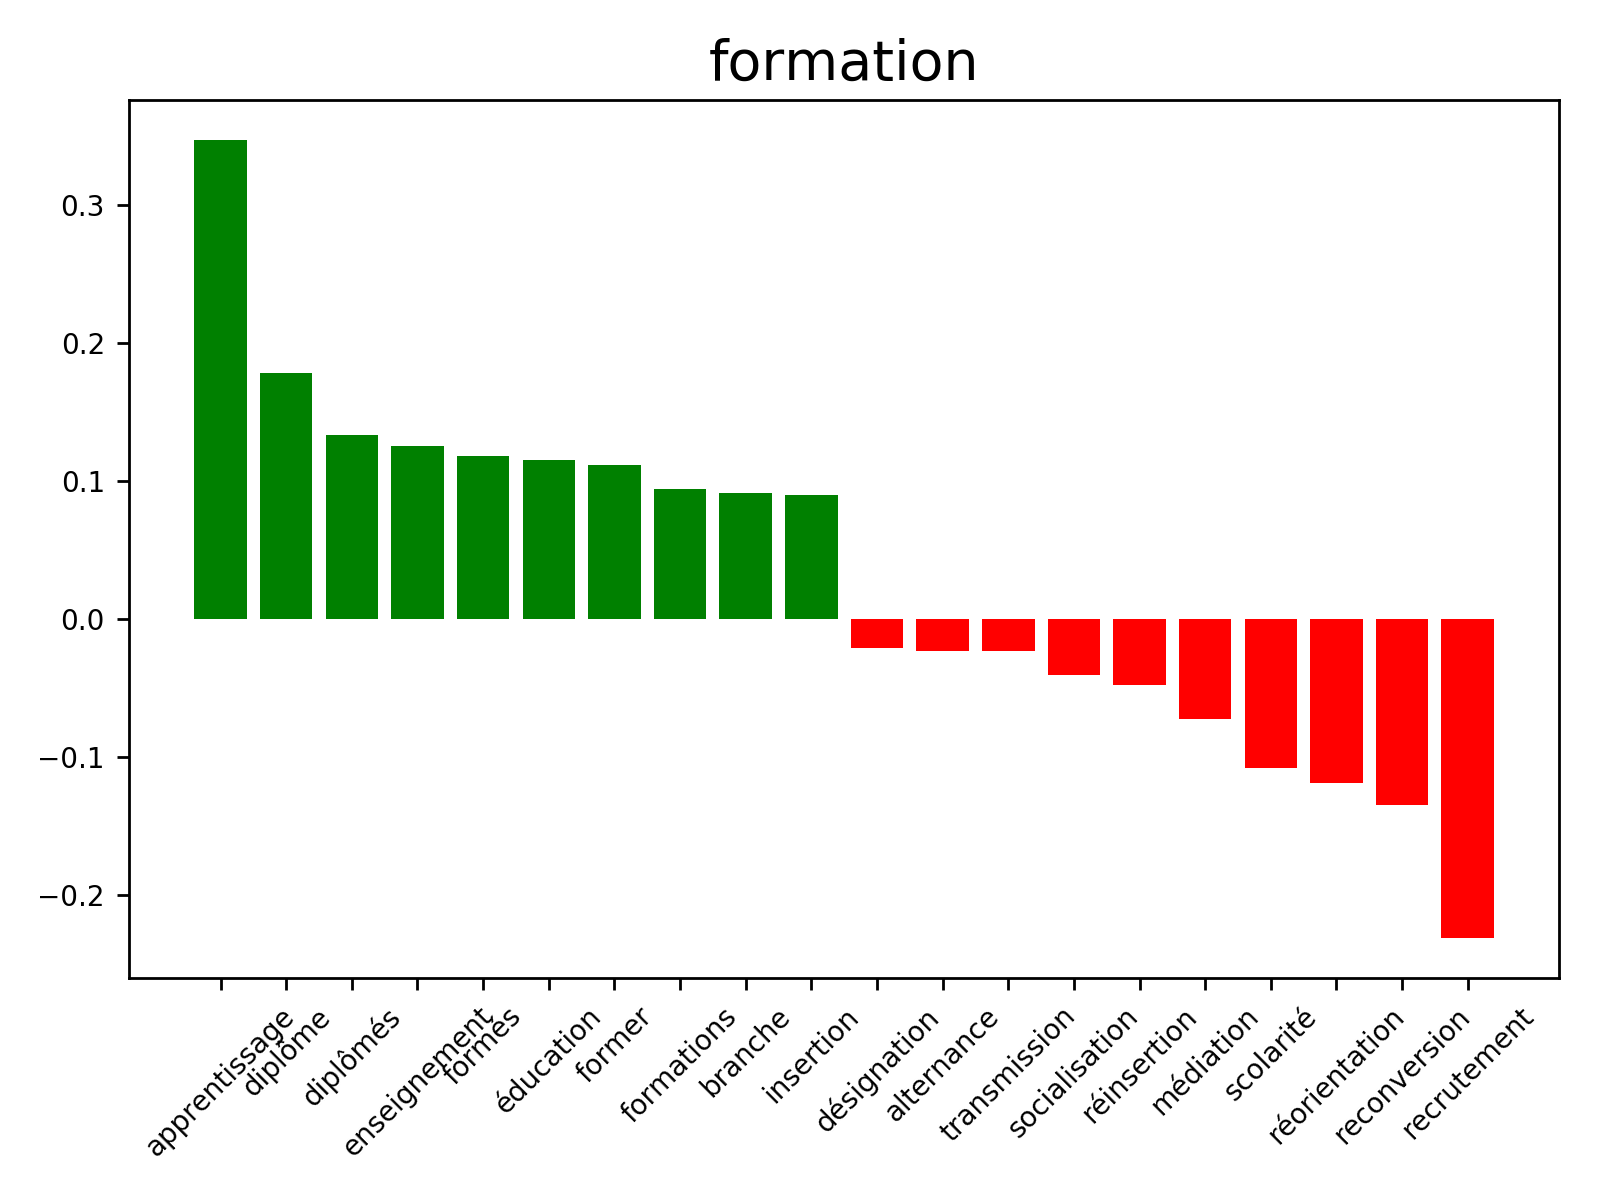 formation
0.3
0.2
0.1
0.0
−0.1
−0.2
apprentissage
diplôme
diplômés
enseignement
formés
éducation
former
formations
branche
insertion
désignation
alternance
transmission
socialisation
réinsertion
médiation
scolarité
réorientation
reconversion
recrutement